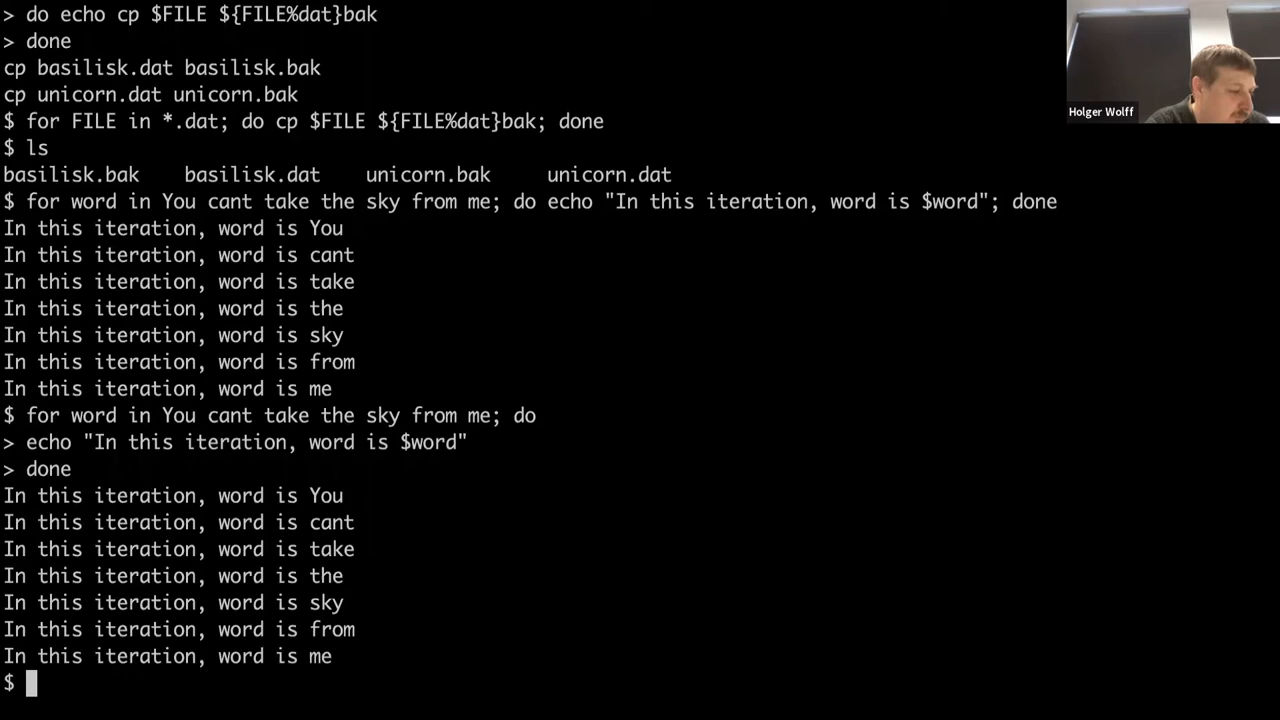 > do echo cp $FILE ${FILE%dat}bak
> done
cp basilisk.dat basilisk.bak
cp unicorn.dat unicorn.bak
$ for FILE in *.dat; do cp $FILE ${FILE%dat}bak; done
$ ls
basilisk.bak    basilisk.dat    unicorn.bak     unicorn.dat
$ for word in You cant take the sky from me; do echo "In this iteration, word is $word"; done
In this iteration, word is You
In this iteration, word is cant
In this iteration, word is take
In this iteration, word is the
In this iteration, word is sky
In this iteration, word is from
In this iteration, word is me
$ for word in You cant take the sky from me; do
> echo "In this iteration, word is $word"
> done
In this iteration, word is You
In this iteration, word is cant
In this iteration, word is take
In this iteration, word is the
In this iteration, word is sky
In this iteration, word is from
In this iteration, word is me
$
Holger Wolff